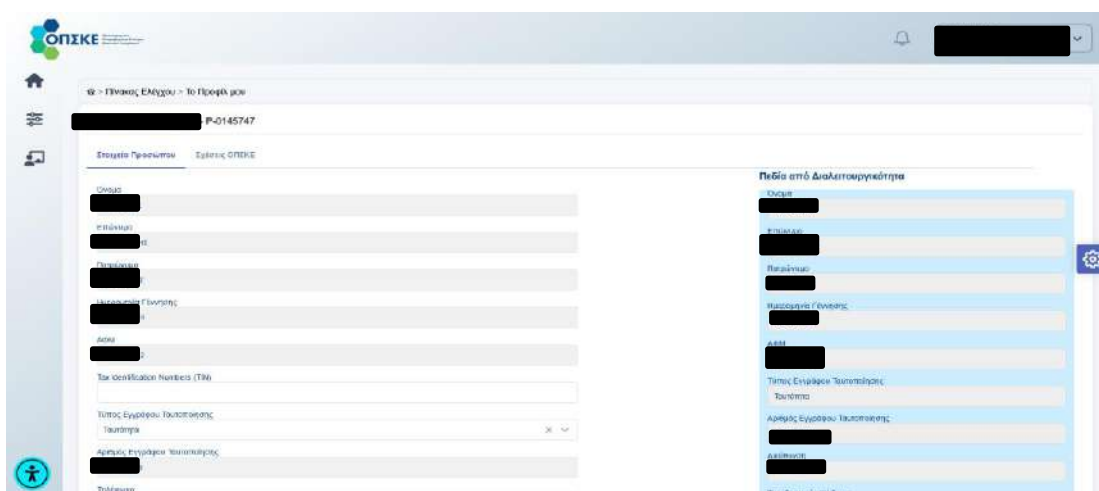 ΟΠΣΚΕ
> Πίνακας Ελέγχου > Το Προφίλ μου
P-0145747
Στοιχεία Προσώπου Σχέσεις ΟΠΣΚΕ
Πεδία από Διαλειτουργικότητα
Όνομα
Όνομα
Επώνυμο
Επώνυμο
Πατρώνυμο
Πατρώνυμο
Ημερομηνία Γέννησης
Ημερομηνία Γέννησης
ΑΦΜ
ΑΦΜ
Tax Identification Numbers (TIN)
Τύπος Εγγράφου Ταυτοποίησης
Ταυτότητα
Τύπος Εγγράφου Ταυτοποίησης
Ταυτότητα
Αριθμός Εγγράφου Ταυτοποίησης
Αριθμός Εγγράφου Ταυτοποίησης
Διεύθυνση
Τηλέφωνο